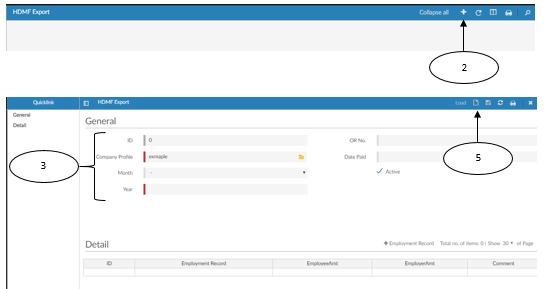 HDMF Export Collapse all
2
Quicklink HDMF Export Load
General
Detail
General
ID 0 OR No.
Company Profile exmaple Date Paid
Month - Active
Year
3
5
Detail Employment Record Total no. of items: 0 | Show 30 of Page
ID Employment Record EmployeeAmt EmployerAmt Comment